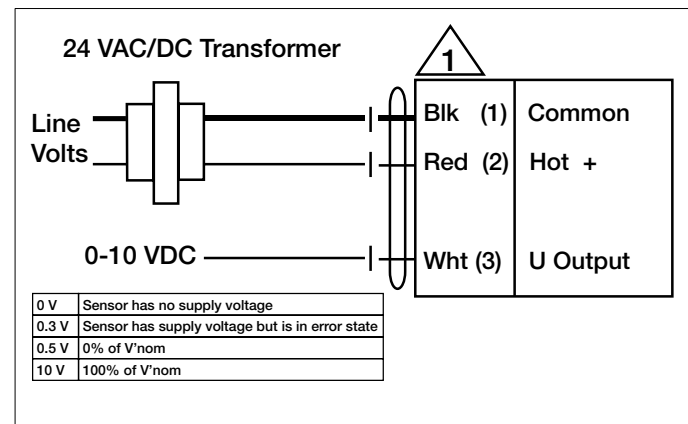 24 VAC/DC Transformer
1
Line
Volts
Blk (1) Common
Red (2) Hot +
0-10 VDC
Wht (3) U Output
0 V Sensor has no supply voltage
0.3 V Sensor has supply voltage but is in error state
0.5 V 0% of V'nom
10 V 100% of V'nom